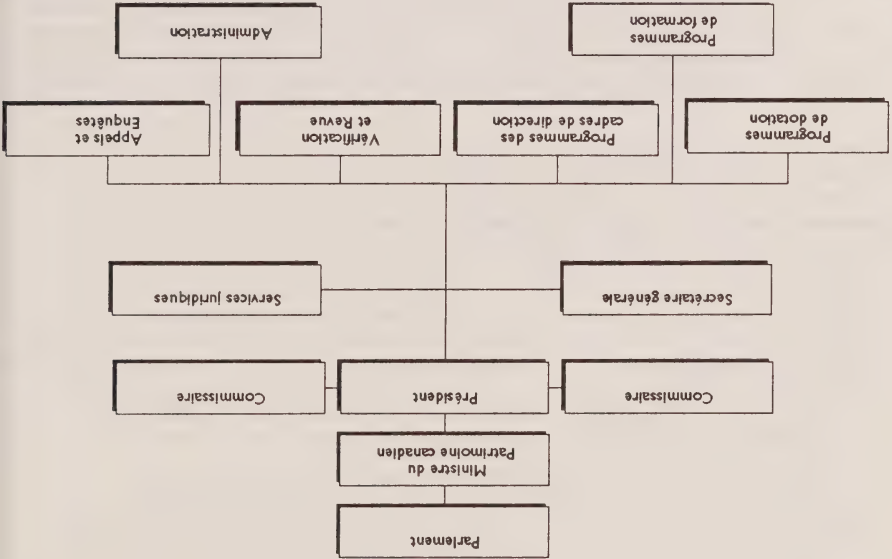 Parlement
Ministre du
Patrimoine canadien
Commissaire
Président
Commissaire
Services juridiques
Secrétaire générale
Appels et
Enquêtes
Vérification
et Revue
Programmes des
cadres de direction
Programmes
de dotation
Administration
Programmes
de formation